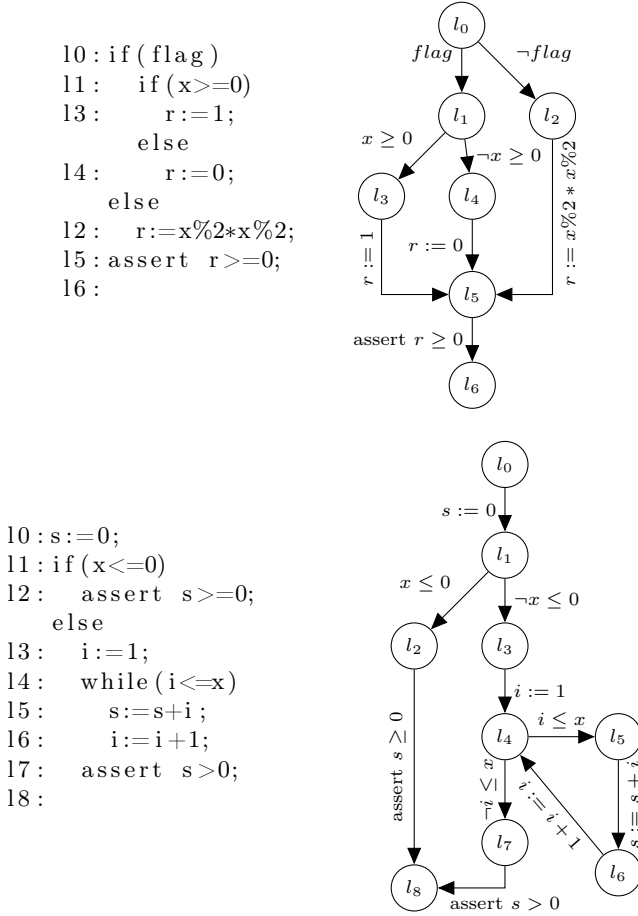 l0: if(flag)
l1: if(x>=0)
l3: r:=1;
else
l4: r:=0;
else
l2: r:=x%2*x%2;
l5: assert r>=0;
l6:
l₀
flag
¬flag
l₁
l₂
x ≥ 0
¬x ≥ 0
l₃
l₄
r := 1
r := 0
r := x%2 ∗ x%2
l₅
assert r ≥ 0
l₆
l0: s:=0;
l1: if(x<=0)
l2: assert s>=0;
else
l3: i:=1;
l4: while(i<=x)
l5: s:=s+i;
l6: i:=i+1;
l7: assert s>0;
l8:
l₀
s := 0
l₁
x ≤ 0
¬x ≤ 0
l₂
l₃
i := 1
l₄
i ≤ x
l₅
assert s ≥ 0
¬i ≤ x
i := i + 1
s := s + i
l₇
l₆
l₈
assert s > 0